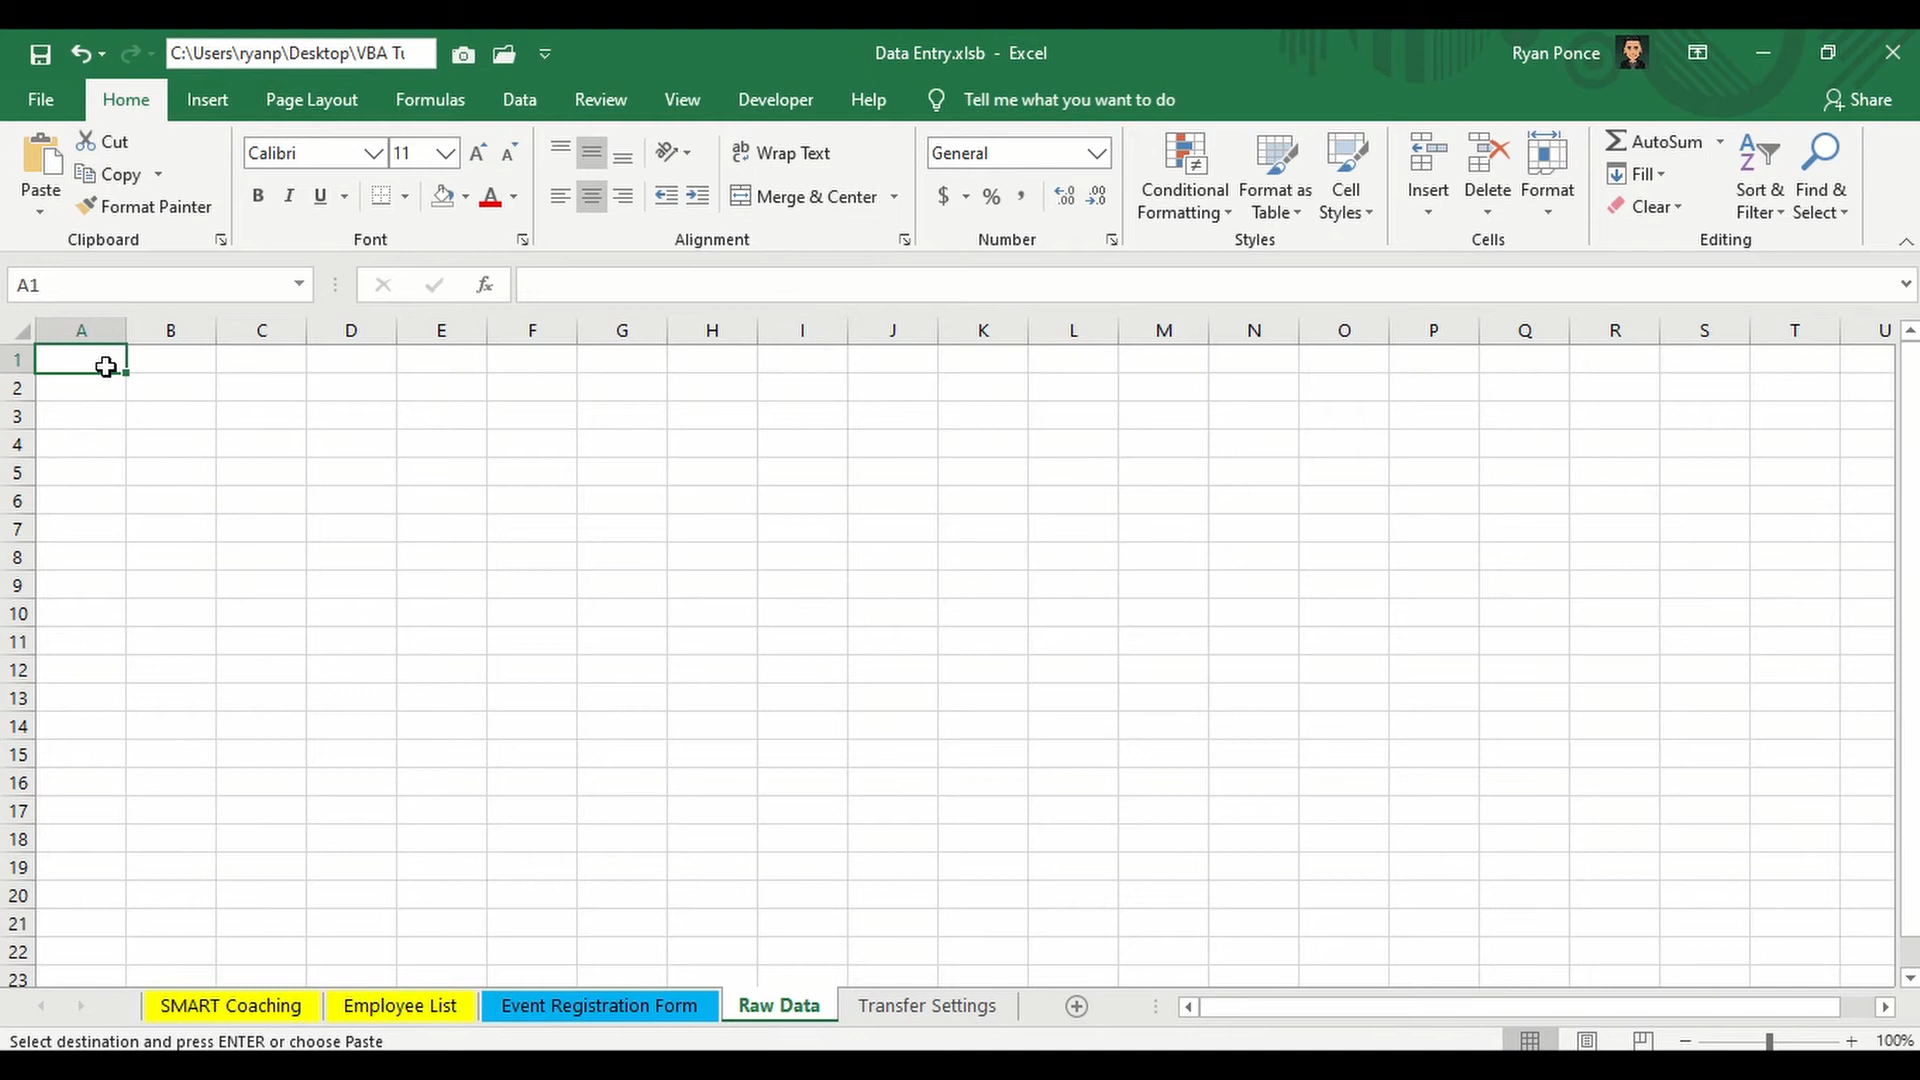 C:\Users\ryanp\Desktop\VBA Tu
Data Entry.xlsb - Excel
Ryan Ponce
File Home Insert Page Layout Formulas Data Review View Developer Help Tell me what you want to do Share
Paste
Cut
Copy
Format Painter
Clipboard
Calibri 11
B I U A
Font
Wrap Text
Merge & Center
Alignment
General
$ % ,
Number
Conditional Formatting
Format as Table
Cell Styles
Styles
Insert Delete Format
Cells
AutoSum
Fill
Clear
Sort & Filter
Find & Select
Editing
A1 fx
A B C D E F G H I J K L M N O P Q R S T U
1
2
3
4
5
6
7
8
9
10
11
12
13
14
15
16
17
18
19
20
21
22
23
SMART Coaching Employee List Event Registration Form Raw Data Transfer Settings
Select destination and press ENTER or choose Paste 100%